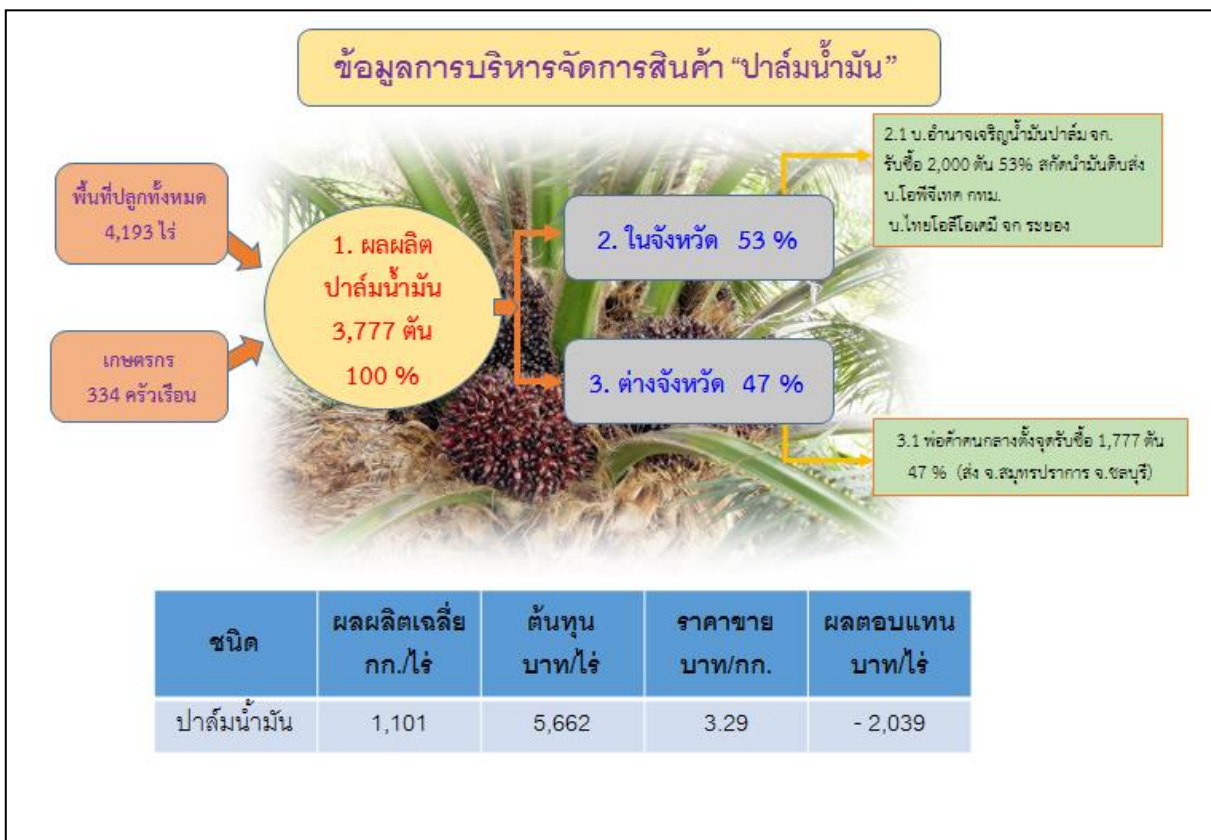 ข้อมูลการบริหารจัดการสินค้า “ปาล์มน้ำมัน”
พื้นที่ปลูกทั้งหมด
4,193 ไร่
เกษตรกร
334 ครัวเรือน
1. ผลผลิต
ปาล์มน้ำมัน
3,777 ตัน
100 %
2. ในจังหวัด 53 %
3. ต่างจังหวัด 47 %
2.1 บ.อำนาจเจริญน้ำมันปาล์ม จก.
รับซื้อ 2,000 ตัน 53% สกัดน้ำมันดิบส่ง
บ.โอพีจีเทค กทม.
บ.ไทยโอลีโอเคมี จก ระยอง
3.1 พ่อค้าคนกลางตั้งจุดรับซื้อ 1,777 ตัน
47 % (ส่ง จ.สมุทรปราการ จ.ชลบุรี)
ชนิด ผลผลิตเฉลี่ย กก./ไร่ ต้นทุน บาท/ไร่ ราคาขาย บาท/กก. ผลตอบแทน บาท/ไร่
ปาล์มน้ำมัน 1,101 5,662 3.29 - 2,039